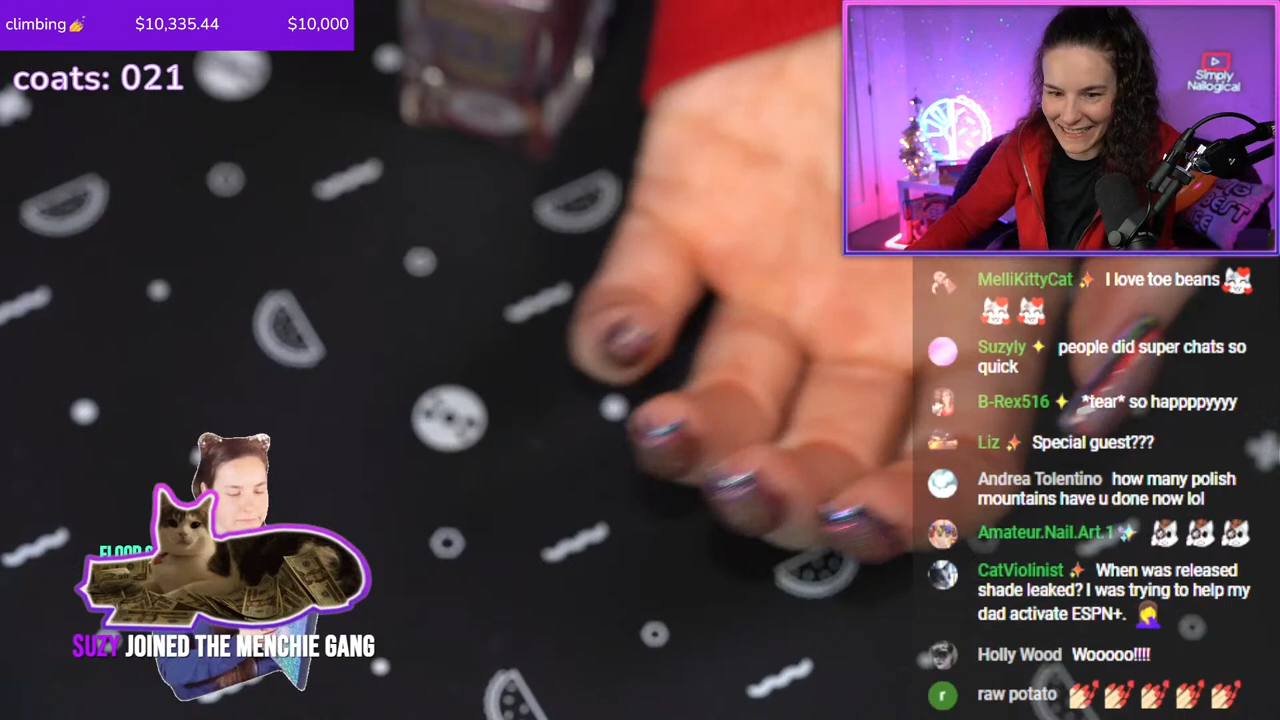 climbing💅 $10,335.44 $10,000
coats: 021
Simply
Nailogical
MelliKittyCat I love toe beans
Suzyly people did super chats so
quick
B-Rex516 *tear* so happppyyyy
Liz Special guest???
Andrea Tolentino how many polish
mountains have u done now lol
Amateur.Nail.Art.1
CatViolinist When was released
shade leaked? I was trying to help my
dad activate ESPN+. 🤦‍♀️
Holly Wood Wooooo!!!!
r raw potato 💅💅💅💅💅
SUZY JOINED THE MENCHIE GANG